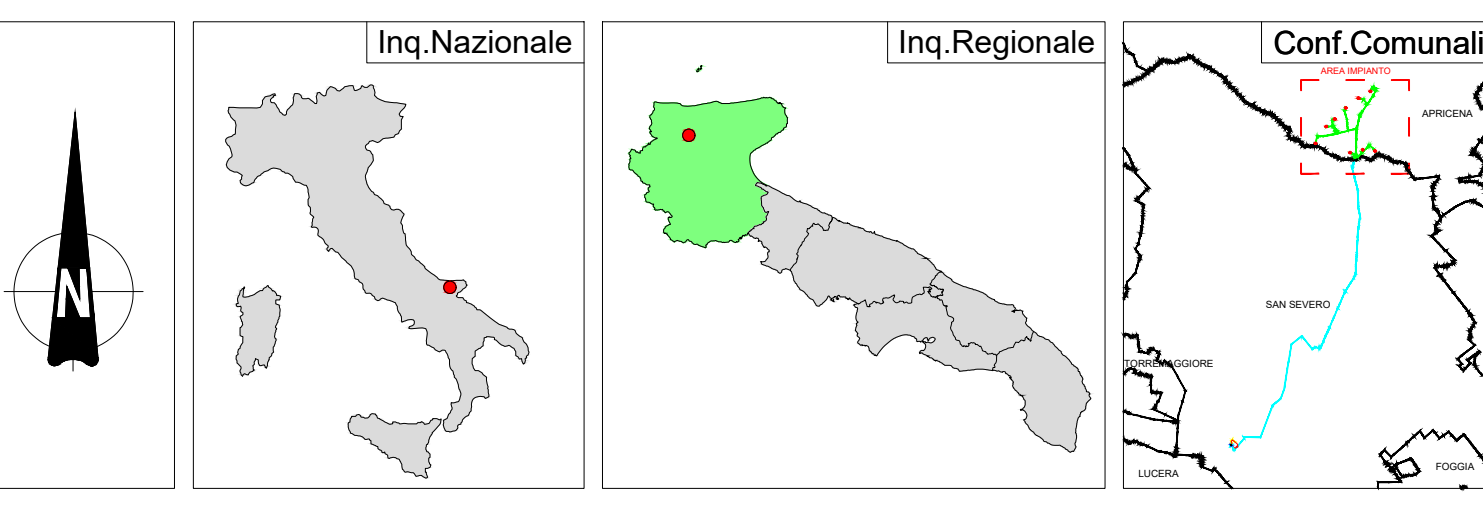 N
Inq.Nazionale
Inq.Regionale
Conf.Comunali
AREA IMPIANTO
APRICENA
SAN SEVERO
TORREMAGGIORE
LUCERA
FOGGIA